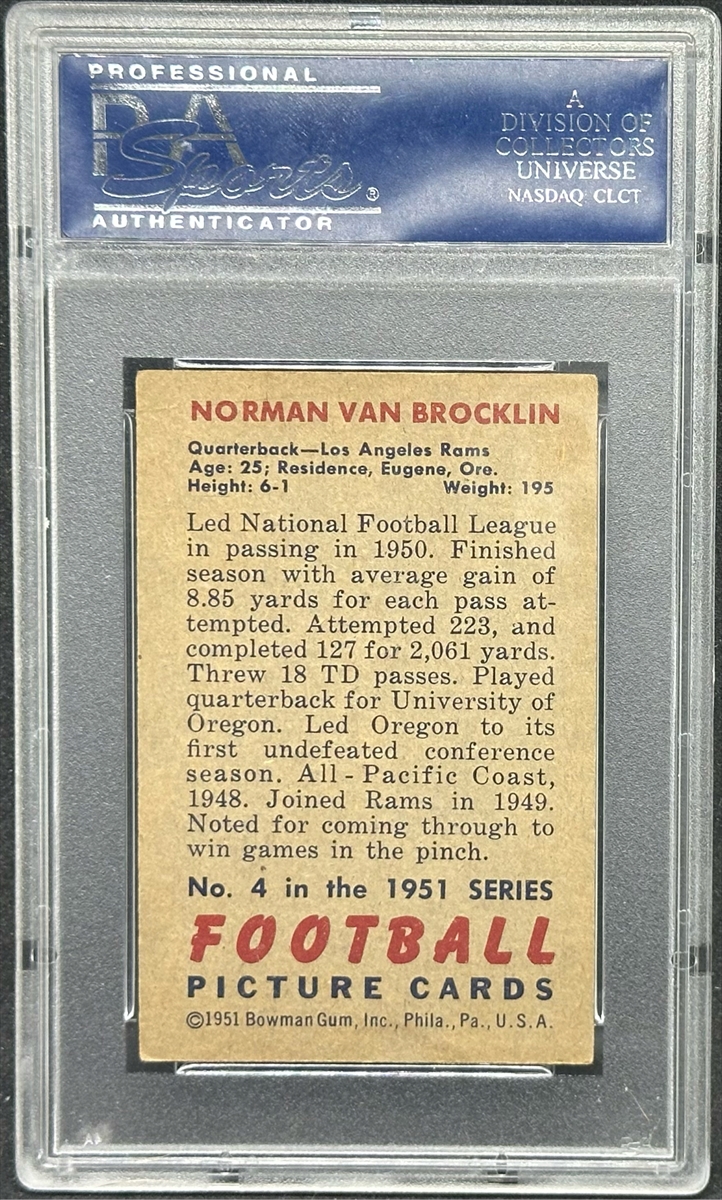 PROFESSIONAL
PSA
Sports®
AUTHENTICATOR
A
DIVISION OF
COLLECTORS
UNIVERSE
NASDAQ: CLCT
NORMAN VAN BROCKLIN
Quarterback—Los Angeles Rams
Age: 25; Residence, Eugene, Ore.
Height: 6-1 Weight: 195
Led National Football League
in passing in 1950. Finished
season with average gain of
8.85 yards for each pass at-
tempted. Attempted 223, and
completed 127 for 2,061 yards.
Threw 18 TD passes. Played
quarterback for University of
Oregon. Led Oregon to its
first undefeated conference
season. All - Pacific Coast,
1948. Joined Rams in 1949.
Noted for coming through to
win games in the pinch.
No. 4 in the 1951 SERIES
FOOTBALL
PICTURE CARDS
©1951 Bowman Gum, Inc., Phila., Pa., U.S.A.